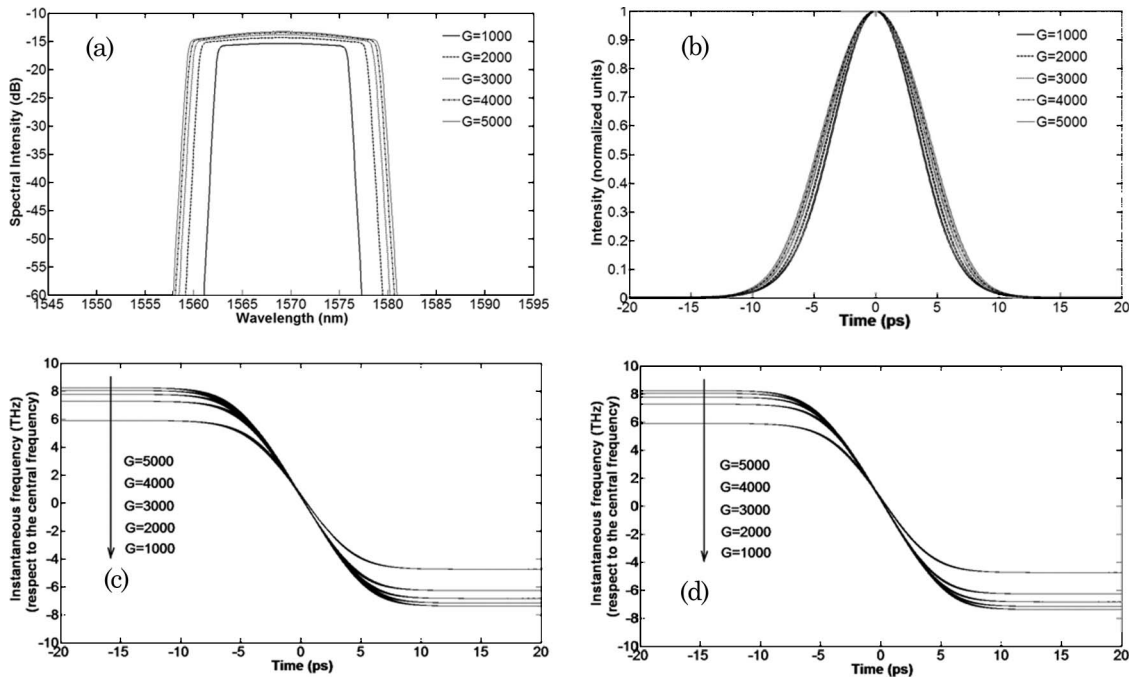 (a)
Spectral Intensity (dB)
-10
-15
-20
-25
-30
-35
-40
-45
-50
-55
-60
1545 1550 1555 1560 1565 1570 1575 1580 1585 1590 1595
Wavelength (nm)
G=1000
G=2000
G=3000
G=4000
G=5000
(b)
Intensity (normalized units)
1
0.9
0.8
0.7
0.6
0.5
0.4
0.3
0.2
0.1
0
-20 -15 -10 -5 0 5 10 15 20
Time (ps)
G=1000
G=2000
G=3000
G=4000
G=5000
Instantaneous frequency (THz)
(respect to the central frequency)
10
8
6
4
2
0
-2
-4
-6
-8
-10
G=5000
G=4000
G=3000
G=2000
G=1000
(c)
-20 -15 -10 -5 0 5 10 15 20
Time (ps)
Instantaneous frequency (THz)
(respect to the central frequency)
10
8
6
4
2
0
-2
-4
-6
-8
-10
G=5000
G=4000
G=3000
G=2000
G=1000
(d)
-20 -15 -10 -5 0 5 10 15 20
Time (ps)